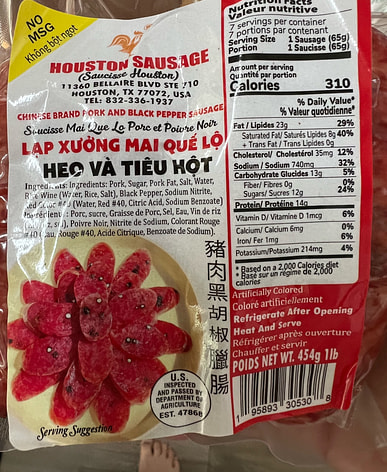 NO
MSG
Không bột ngọt
HOUSTON SAUSAGE
(Saucisse Houston)
11360 BELLAIRE BLVD STE 710
HOUSTON, TX 77072, USA
TEL: 832-336-1937
CHINESE BRAND PORK AND BLACK PEPPER SAUSAGE
Saucisse Mai Que Lo Porc et Poivre Noir
LẠP XƯỞNG MAI QUẾ LỘ
HEO VÀ TIÊU HỘT
Ingredients: Ingredients: Pork, Sugar, Pork Fat, Salt, Water,
Rice Wine (Water, Rice, Salt), Black Pepper, Sodium Nitrite,
(Water, Red #40, Citric Acid, Sodium Benzoate)
Porc, sucre, Graisse de Porc, Sel, Eau, Vin de riz
Poivre Noir, Nitrite de Sodium, Colorant Rouge
(Eau, Rouge #40, Acide Citrique, Benzoate de Sodium).
豬肉黑胡椒臘腸
U.S.
INSPECTED
AND PASSED BY
DEPARTMENT OF
AGRICULTURE
EST. 47868
Serving Suggestion
Nutrition Facts
Valeur nutritive
7 servings per container
7 portions par contenant
Serving Size 1 Sausage (65g)
Portion 1 Saucisse (65g)
Amount per serving
Quantité par portion
Calories 310
% Daily Value*
% Valeur quotidienne*
Fat / Lipides 23g 29%
Saturated Fat/ Saturés Lipides 8g 40%
+ Trans Fat / Trans Lipides 0g
Cholesterol/ Cholestérol 35mg 12%
Sodium / Sodium 740mg 32%
Carbohydrate Glucides 13g 5%
Fiber/ Fibres 0g 0%
Sugars/ Sucres 12g 24%
Protein/ Protéine 14g
Vitamin D/ Vitamin D 1mcg 6%
Calcium/ Calcium 6mg 0%
Iron/ Fer 1mg 6%
Potassium/Potassium 214mg 4%
* Based on a 2,000 Calories diet
* Base sur un régime de 2,000
calories
Artificially Colored
Coloré artificiellement
Refrigerate After Opening
Heat And Serve
Réfrigérer après ouverture
Chauffer et servir
POIDS NET WT. 454g 1lb
95893 30530 8